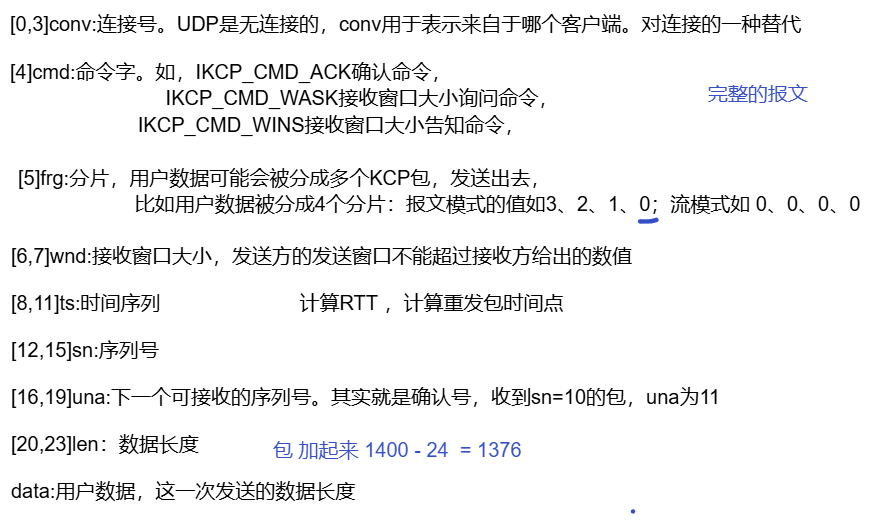 [0,3]conv:连接号。UDP是无连接的，conv用于表示来自于哪个客户端。对连接的一种替代
[4]cmd:命令字。如，IKCP_CMD_ACK确认命令，
IKCP_CMD_WASK接收窗口大小询问命令，
完整的报文
IKCP_CMD_WINS接收窗口大小告知命令，
[5]frg:分片，用户数据可能会被分成多个KCP包，发送出去，
比如用户数据被分成4个分片：报文模式的值如3、2、1、0；流模式如 0、0、0、0
[6,7]wnd:接收窗口大小，发送方的发送窗口不能超过接收方给出的数值
[8,11]ts:时间序列 计算RTT ，计算重发包时间点
[12,15]sn:序列号
[16,19]una:下一个可接收的序列号。其实就是确认号，收到sn=10的包，una为11
[20,23]len：数据长度 包 加起来 1400 - 24 = 1376
data:用户数据，这一次发送的数据长度